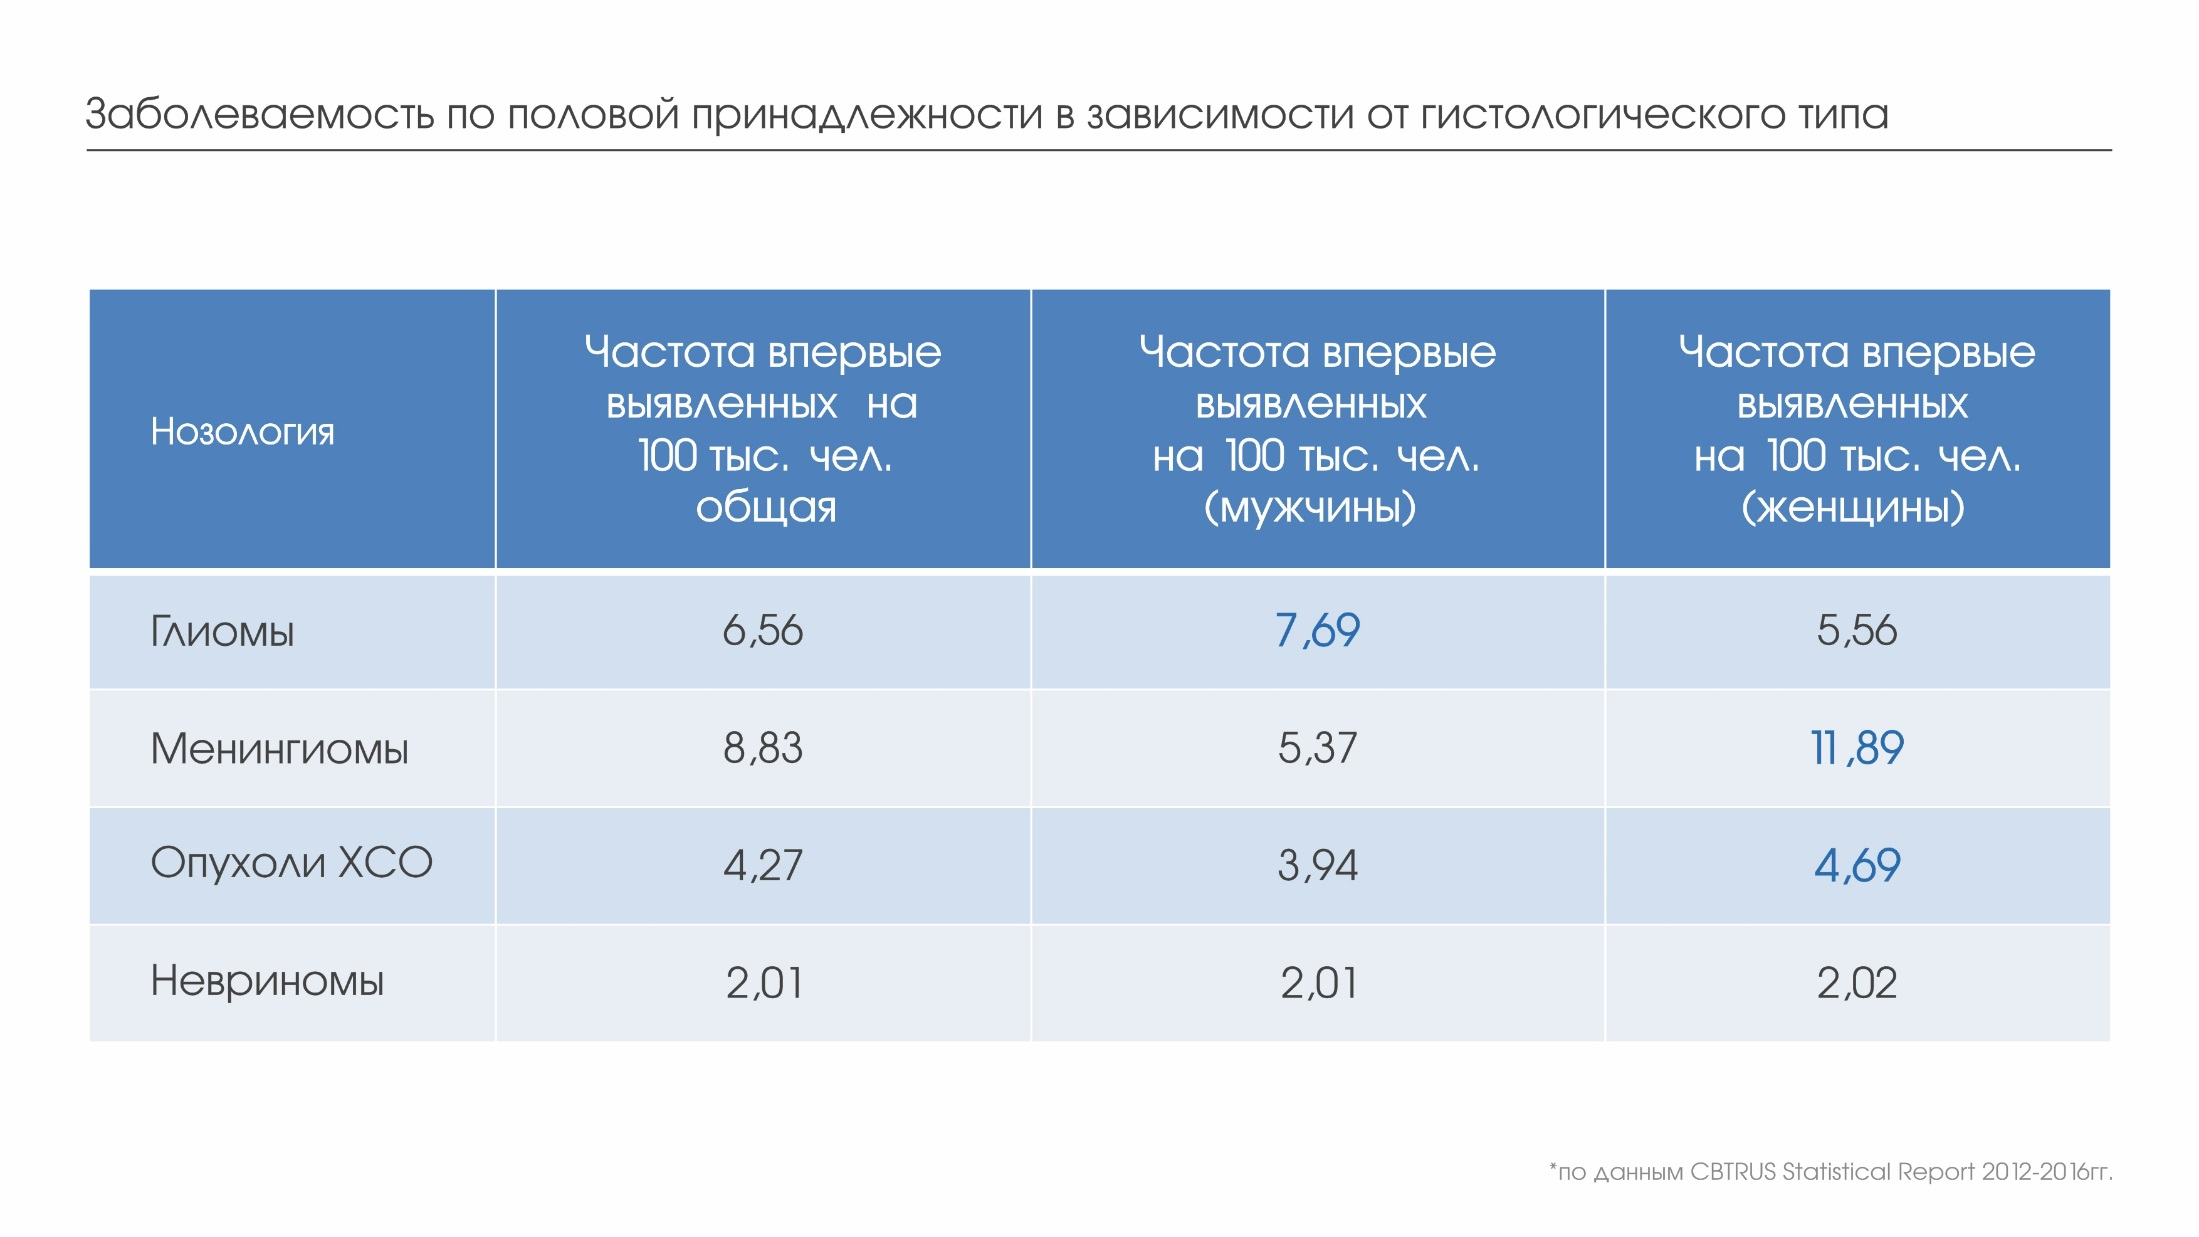 Заболеваемость по половой принадлежности в зависимости от гистологического типа
Нозология
Частота впервые
выявленных на
100 тыс. чел.
общая
Частота впервые
выявленных
на 100 тыс. чел.
(мужчины)
Частота впервые
выявленных
на 100 тыс. чел.
(женщины)
Глиомы 6,56 7,69 5,56
Менингиомы 8,83 5,37 11,89
Опухоли ХСО 4,27 3,94 4,69
Невриномы 2,01 2,01 2,02
*по данным CBTRUS Statistical Report 2012-2016гг.